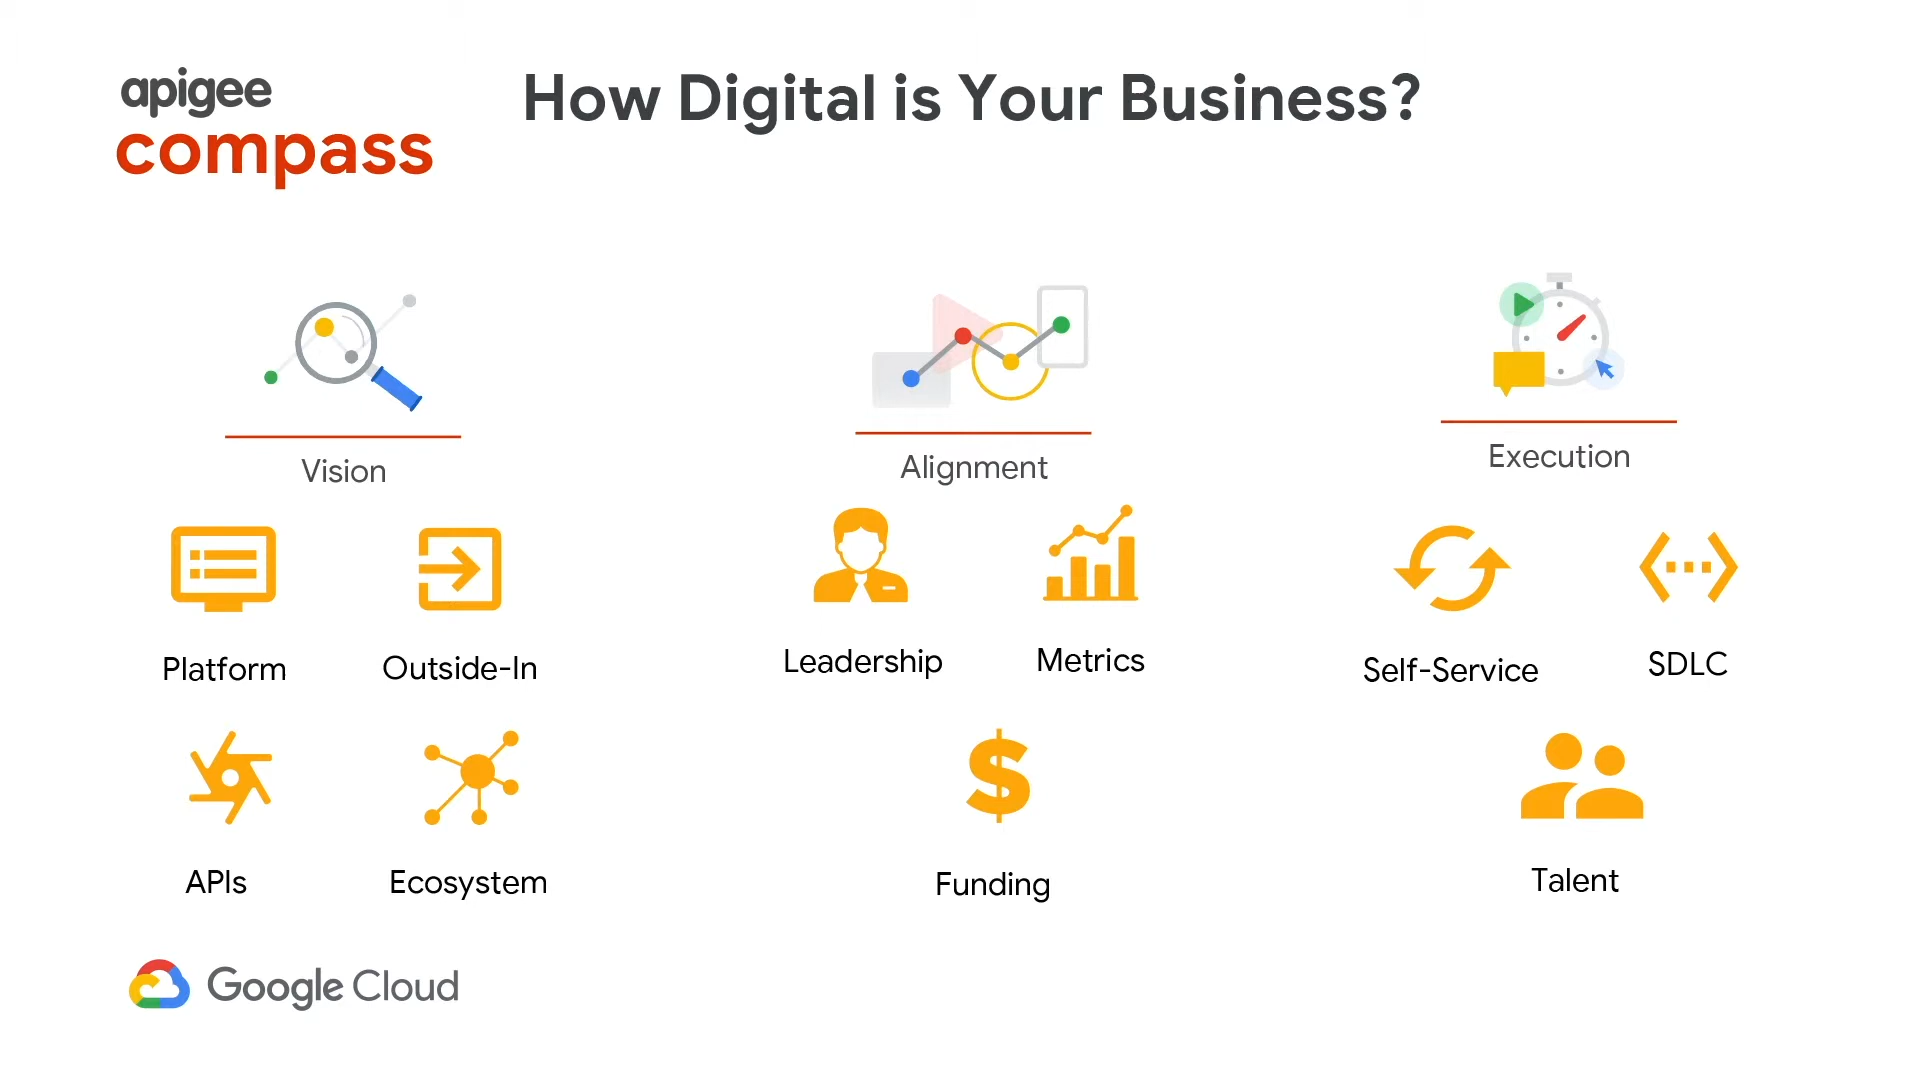 apigee
compass
How Digital is Your Business?
Vision
Alignment
Execution
Platform
Outside-In
Leadership
Metrics
Self-Service
SDLC
APIs
Ecosystem
Funding
Talent
Google Cloud